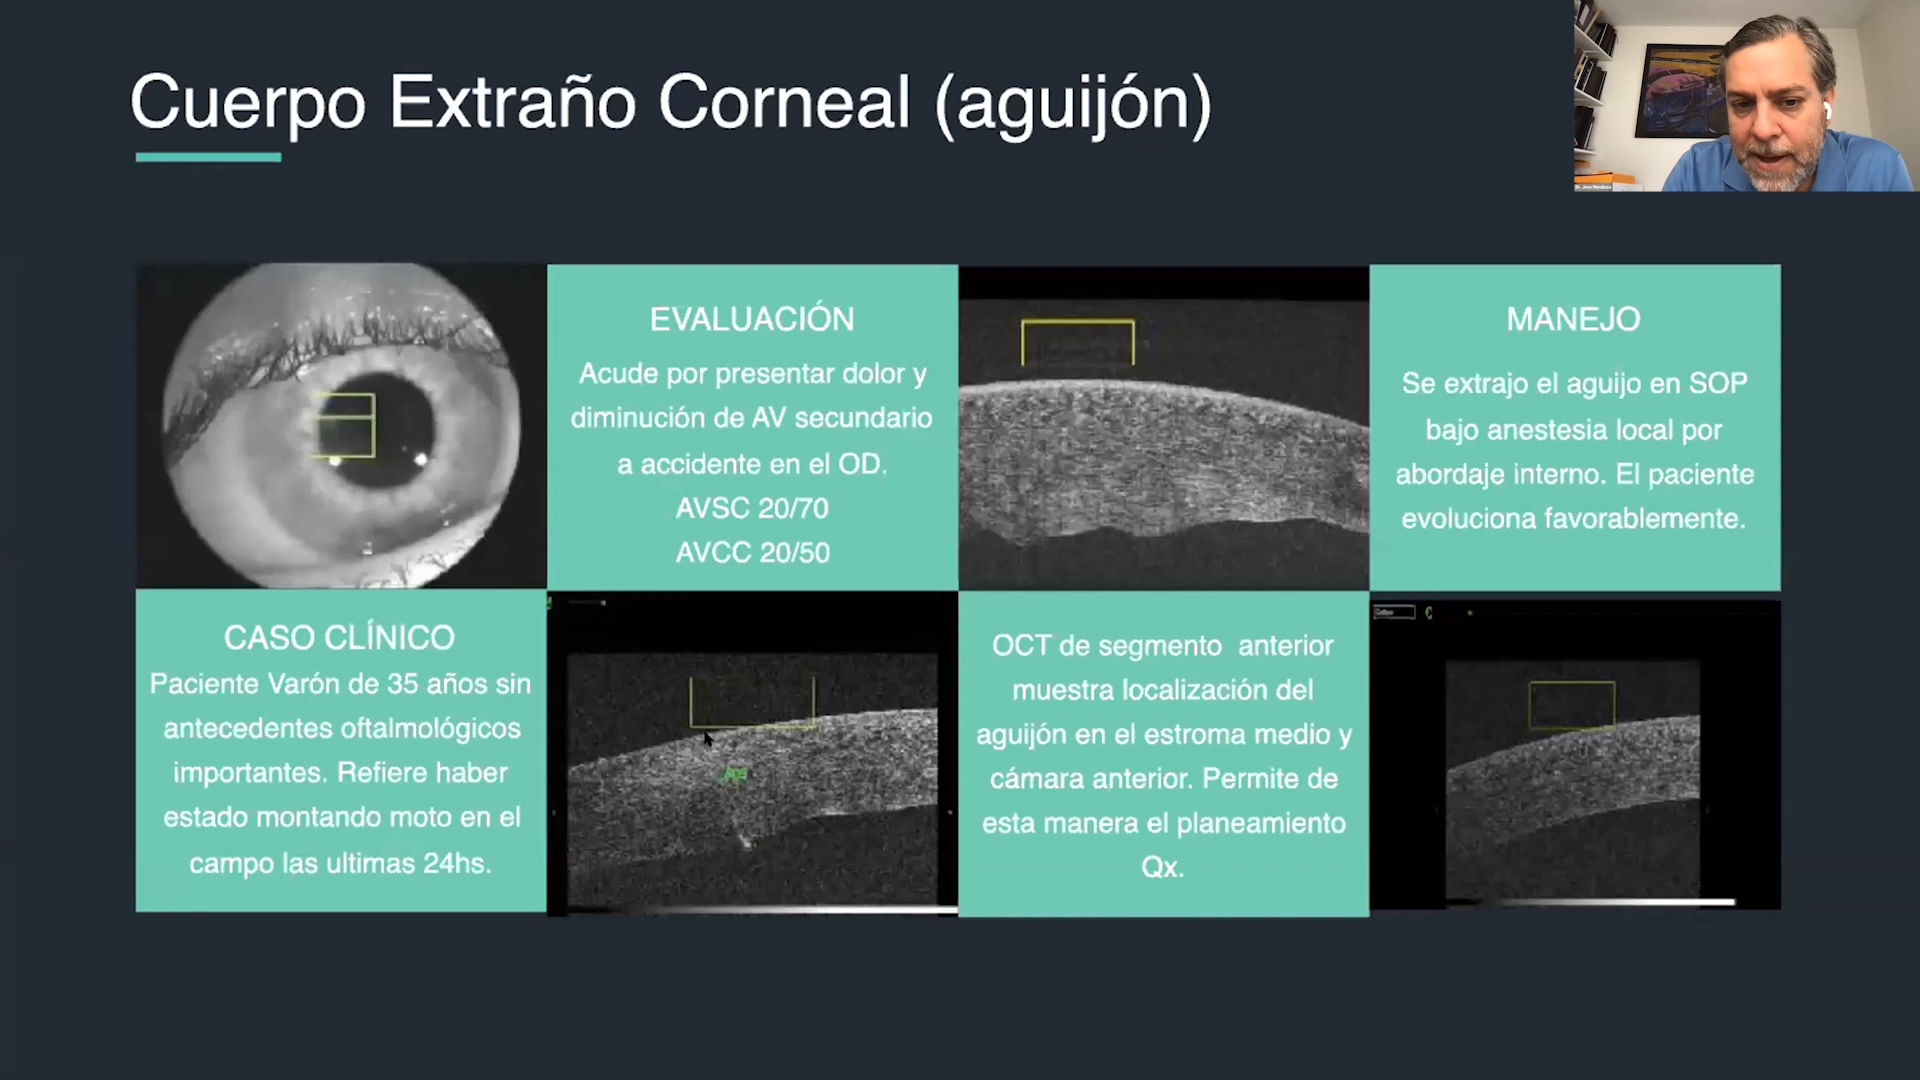 Cuerpo Extraño Corneal (aguijón)
Dr. Jose Mendoza
EVALUACIÓN
Acude por presentar dolor y
diminución de AV secundario
a accidente en el OD.
AVSC 20/70
AVCC 20/50
MANEJO
Se extrajo el aguijo en SOP
bajo anestesia local por
abordaje interno. El paciente
evoluciona favorablemente.
CASO CLÍNICO
Paciente Varón de 35 años sin
antecedentes oftalmológicos
importantes. Refiere haber
estado montando moto en el
campo las ultimas 24hs.
OCT de segmento anterior
muestra localización del
aguijón en el estroma medio y
cámara anterior. Permite de
esta manera el planeamiento
Qx.